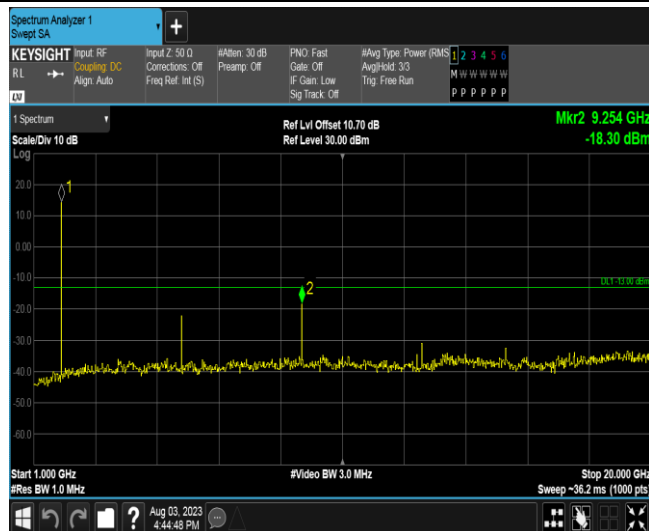 Spectrum Analyzer 1
Swept SA
+
KEYSIGHT
RL
LXI
Input: RF
Coupling: DC
Align: Auto
Input Z: 50 Ω
Corrections: Off
Freq Ref: Int (S)
#Atten: 30 dB
Preamp: Off
PNO: Fast
Gate: Off
IF Gain: Low
Sig Track: Off
#Avg Type: Power (RMS
Avg|Hold: 3/3
Trig: Free Run
1 2 3 4 5 6
M W W W W W
P P P P P P
1 Spectrum
Scale/Div 10 dB
Ref Lvl Offset 10.70 dB
Ref Level 30.00 dBm
Mkr2 9.254 GHz
-18.30 dBm
Log
1
20.0
10.0
0.00
-10.0
DL1 -13.00 dBm
2
-20.0
-30.0
-40.0
-50.0
-60.0
Start 1.000 GHz
#Video BW 3.0 MHz
Stop 20.000 GHz
#Res BW 1.0 MHz
Sweep ~36.2 ms (1000 pts)
?
Aug 03, 2023
4:44:48 PM